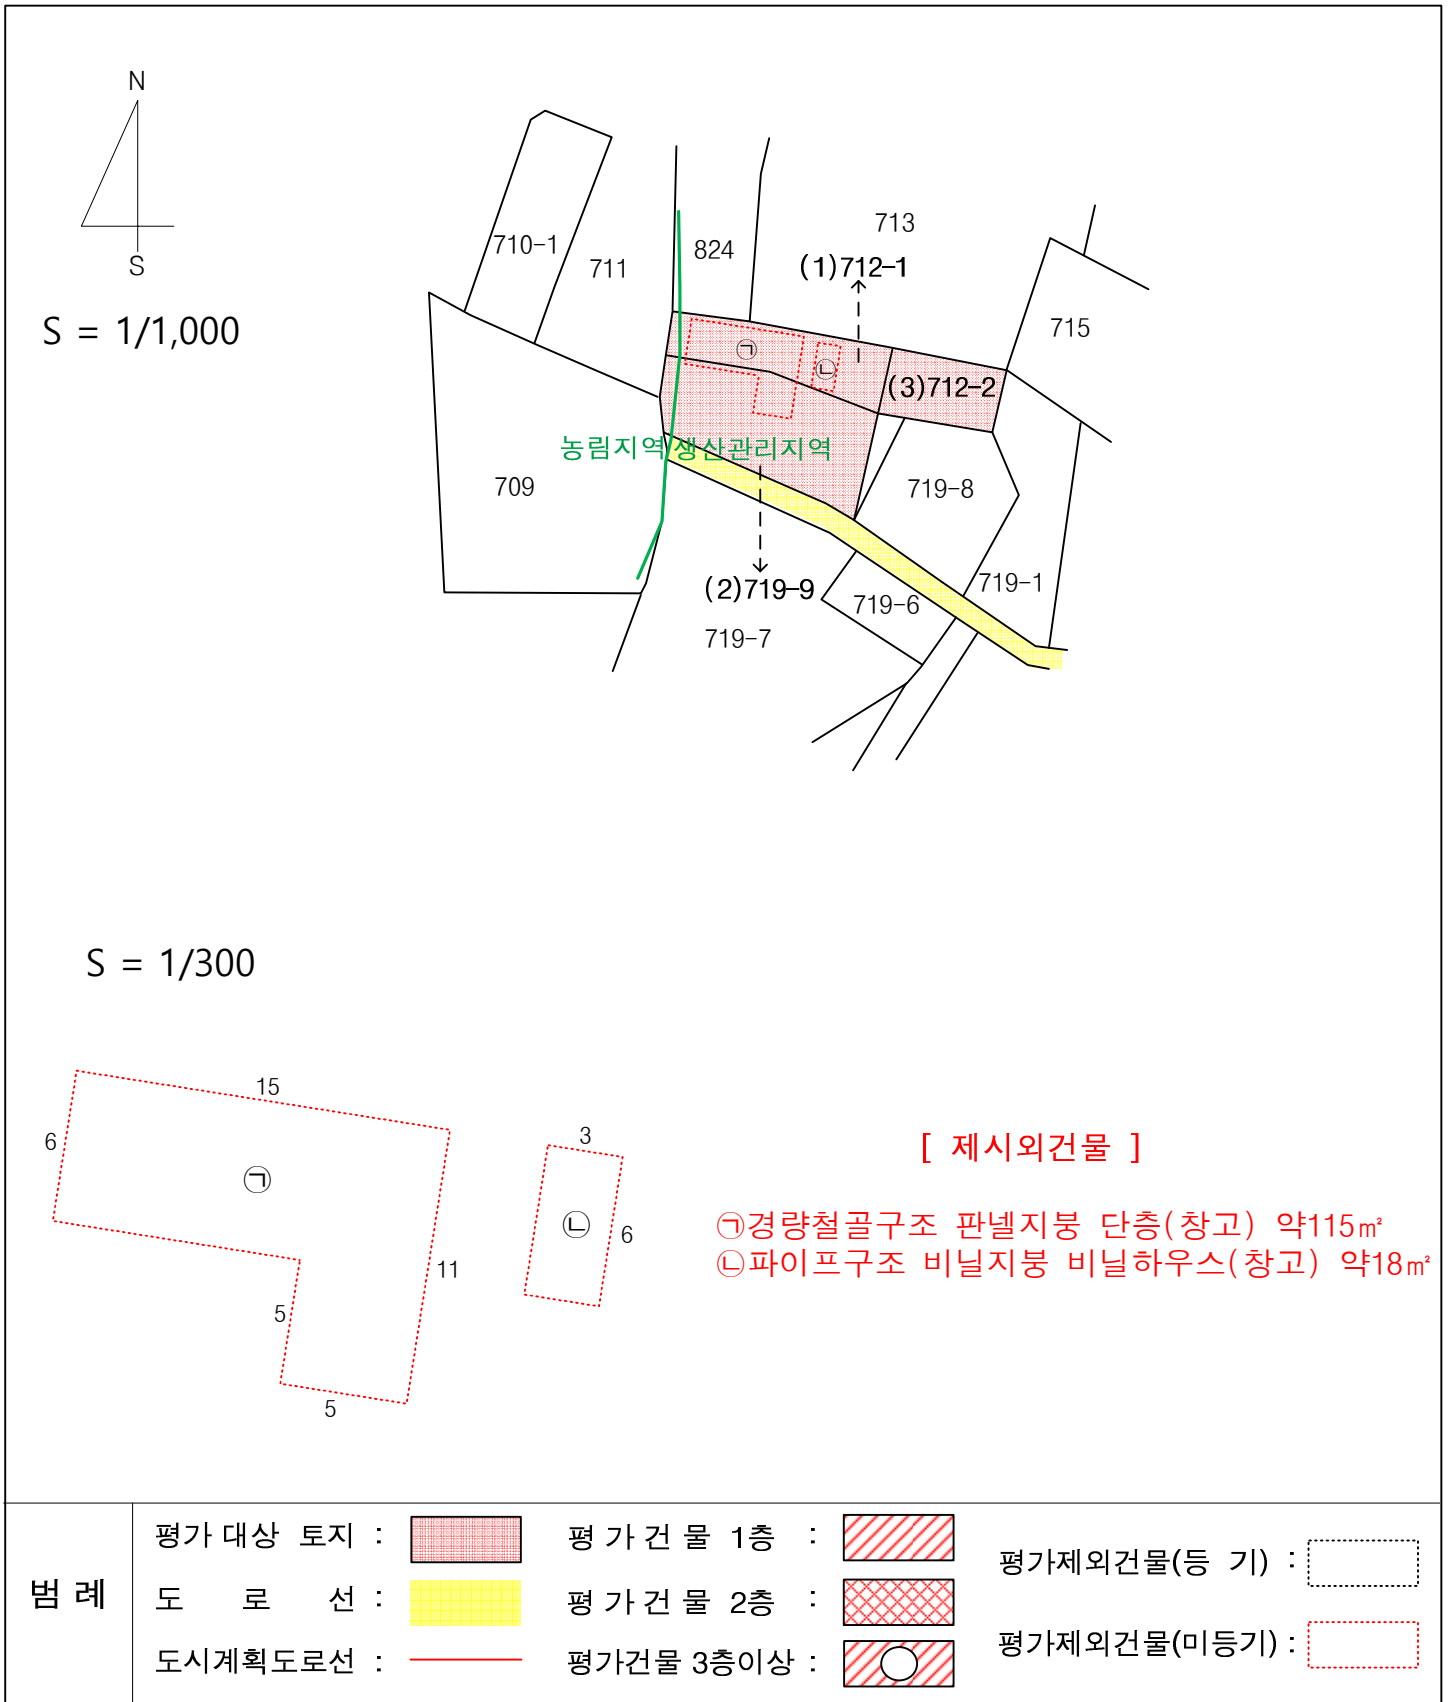 N
S
S = 1/1,000
710-1
711
824
713
(1)712-1
715
㉠
㉡
(3)712-2
농림지역 생산관리지역
709
719-8
(2)719-9
719-6
719-1
719-7
S = 1/300
15
6
㉠
11
5
5
3
㉡
6
[ 제시외건물 ]
㉠경량철골구조 판넬지붕 단층(창고) 약115㎡
㉡파이프구조 비닐지붕 비닐하우스(창고) 약18㎡
범 례
평가 대상 토지 :
도 로 선 :
도시계획도로선 :
평 가 건 물 1층 :
평 가 건 물 2층 :
평가건물 3층이상 :
평가제외건물(등 기) :
평가제외건물(미등기) :